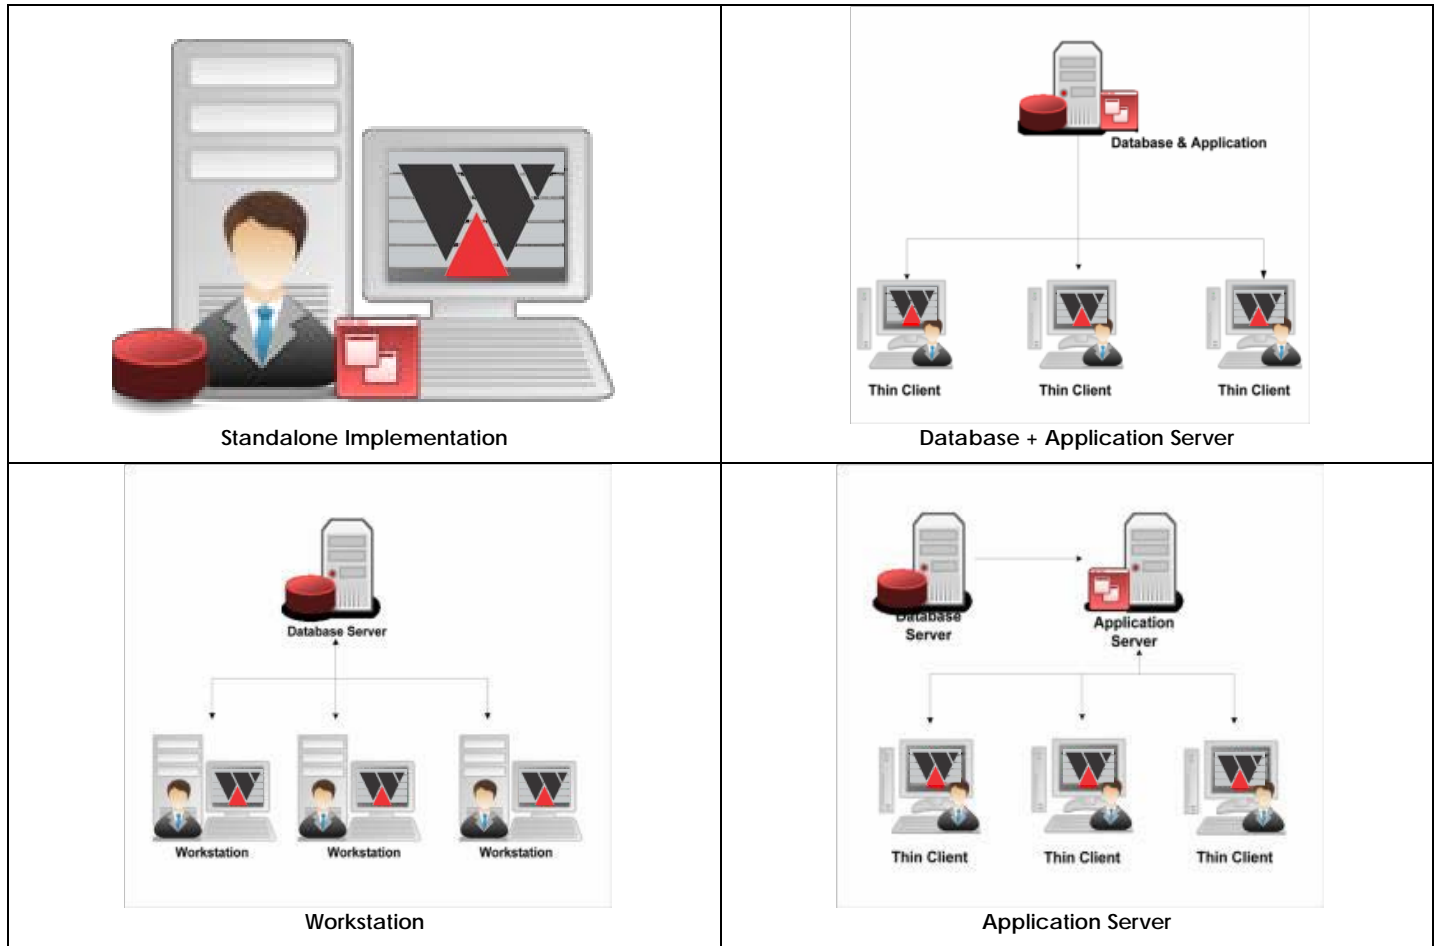 Database & Application
Thin Client
Thin Client
Thin Client
Standalone Implementation
Database + Application Server
Database Server
Workstation
Workstation
Workstation
Workstation
Database
Server
Application
Server
Thin Client
Thin Client
Thin Client
Application Server